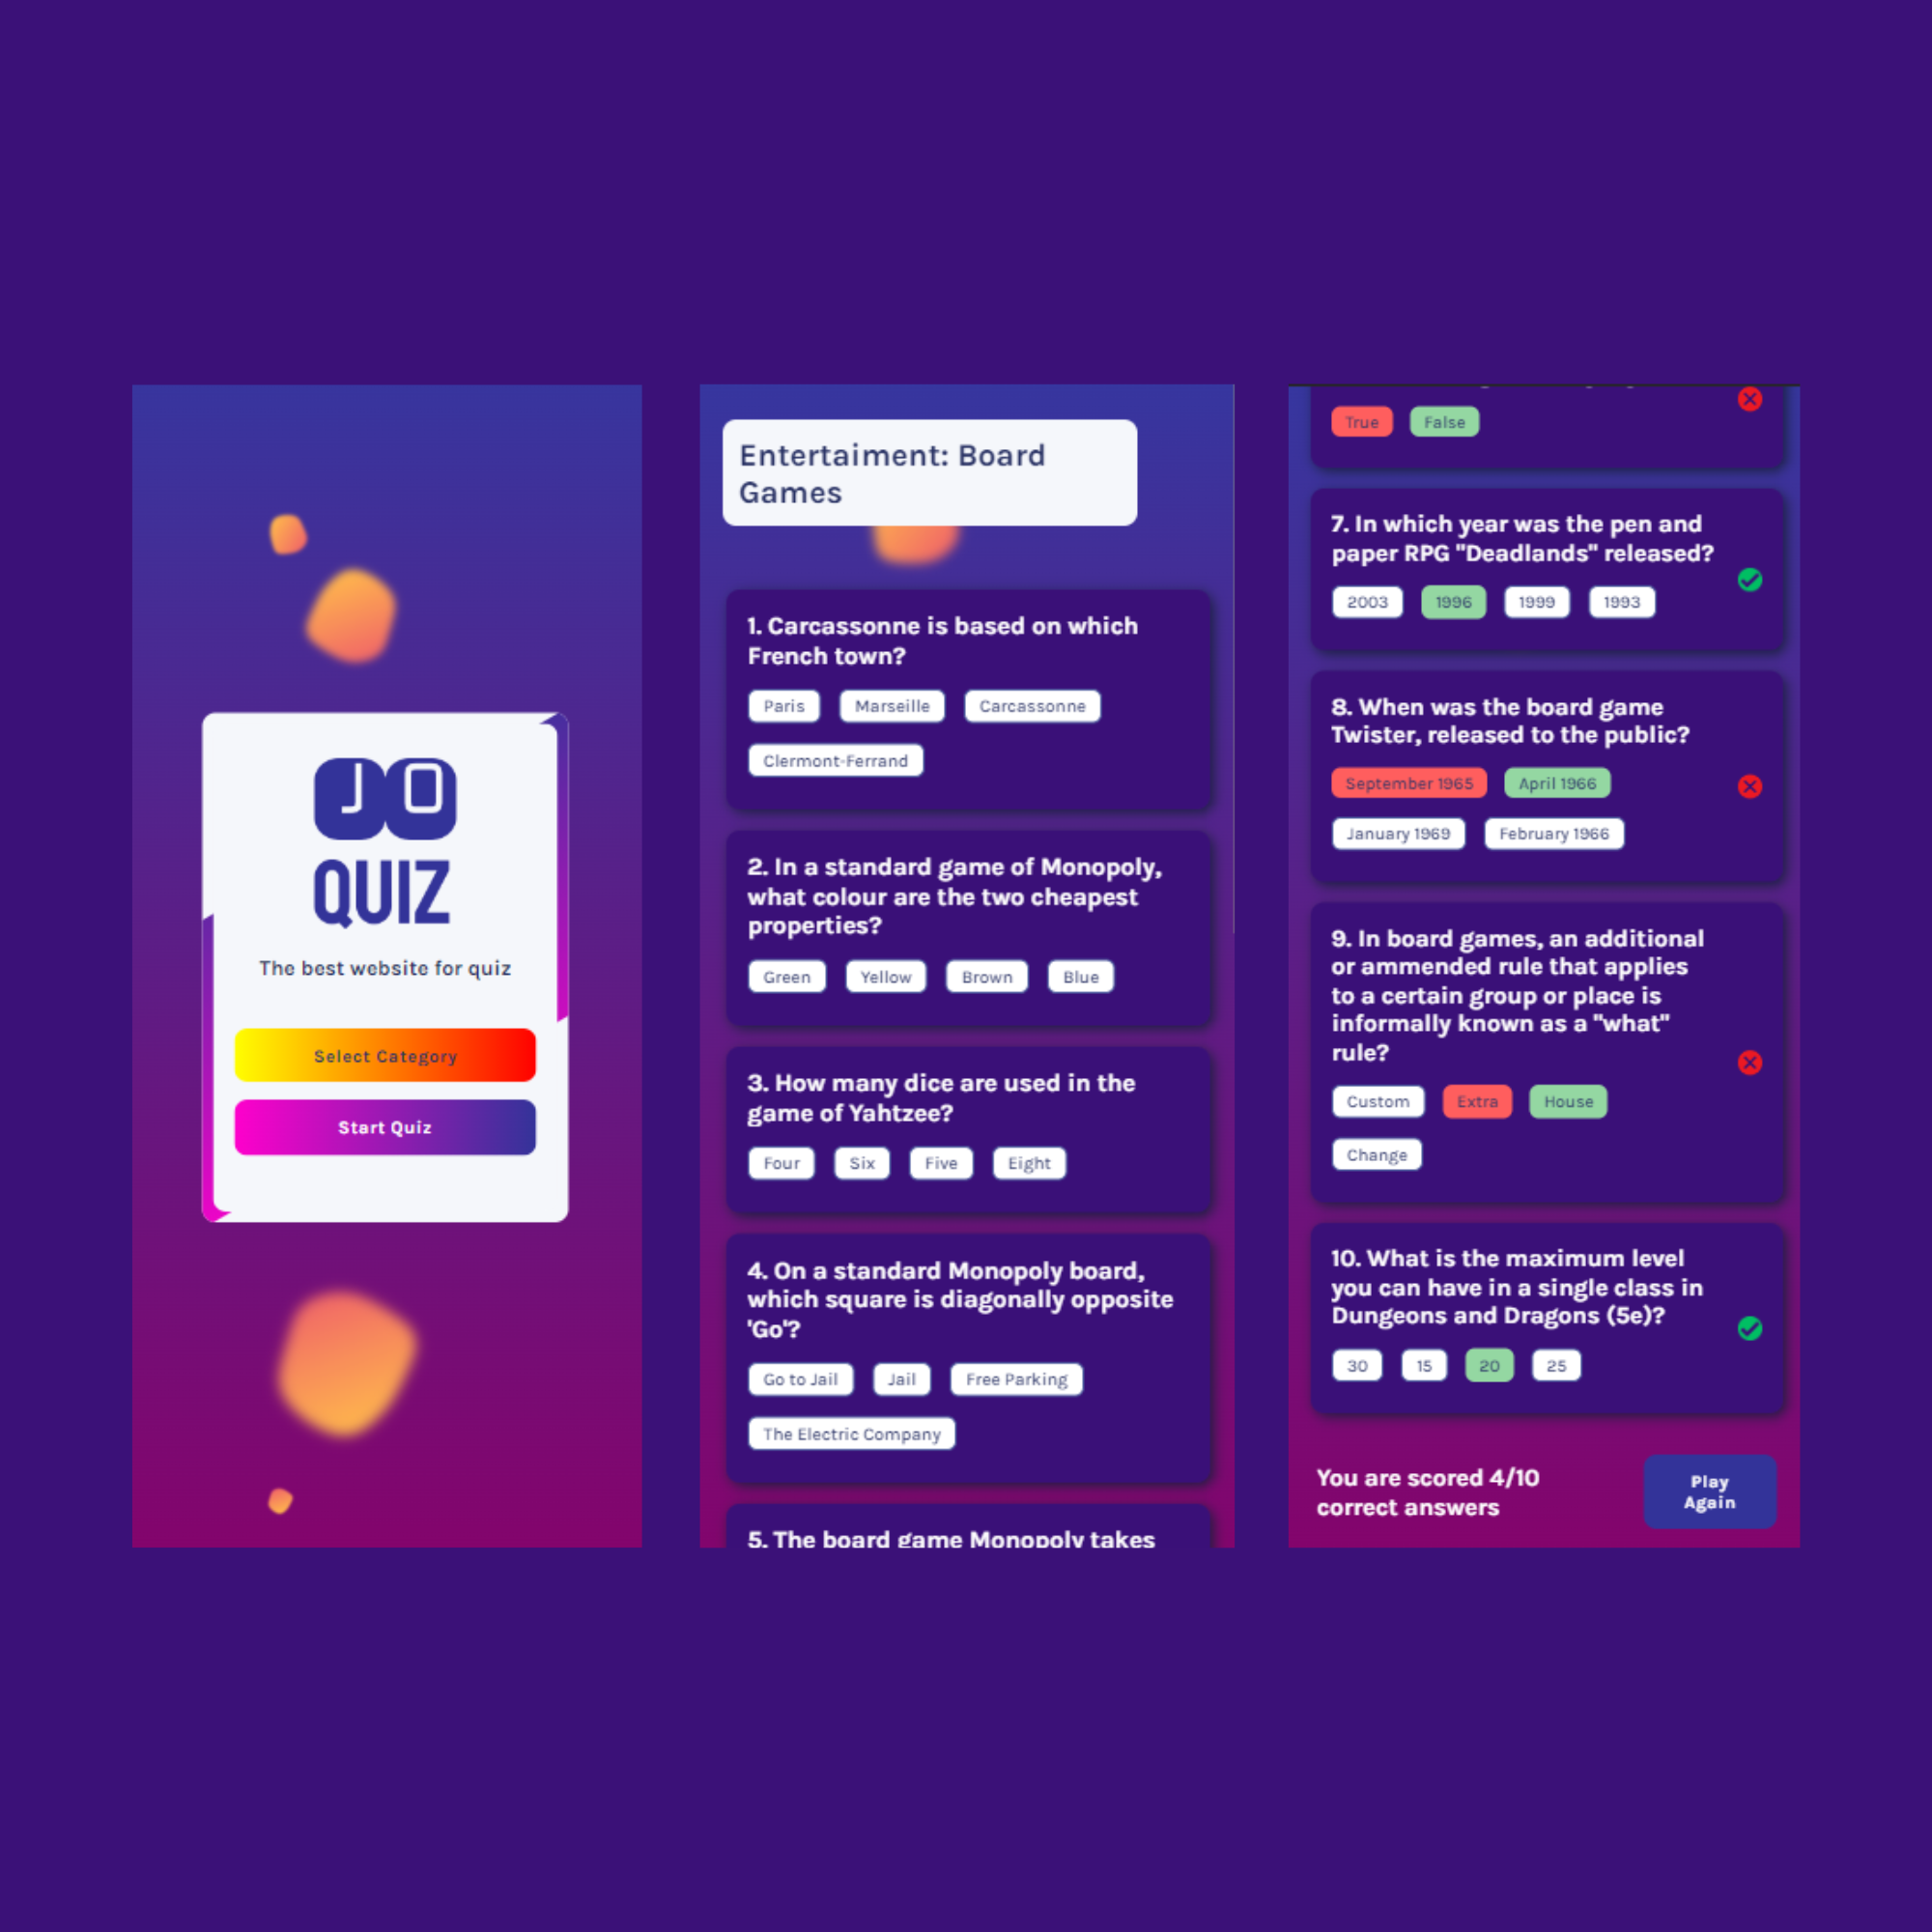 JO
QUIZ
The best website for quiz
Select Category
Start Quiz
Entertaiment: Board
Games
1. Carcassonne is based on which
French town?
Paris Marseille Carcassonne
Clermont-Ferrand
2. In a standard game of Monopoly,
what colour are the two cheapest
properties?
Green Yellow Brown Blue
3. How many dice are used in the
game of Yahtzee?
Four Six Five Eight
4. On a standard Monopoly board,
which square is diagonally opposite
'Go'?
Go to Jail Jail Free Parking
The Electric Company
5. The board game Monopoly takes
True False
7. In which year was the pen and
paper RPG "Deadlands" released?
2003 1996 1999 1993
8. When was the board game
Twister, released to the public?
September 1965 April 1966
January 1969 February 1966
9. In board games, an additional
or ammended rule that applies
to a certain group or place is
informally known as a "what"
rule?
Custom Extra House
Change
10. What is the maximum level
you can have in a single class in
Dungeons and Dragons (5e)?
30 15 20 25
You are scored 4/10
correct answers
Play
Again